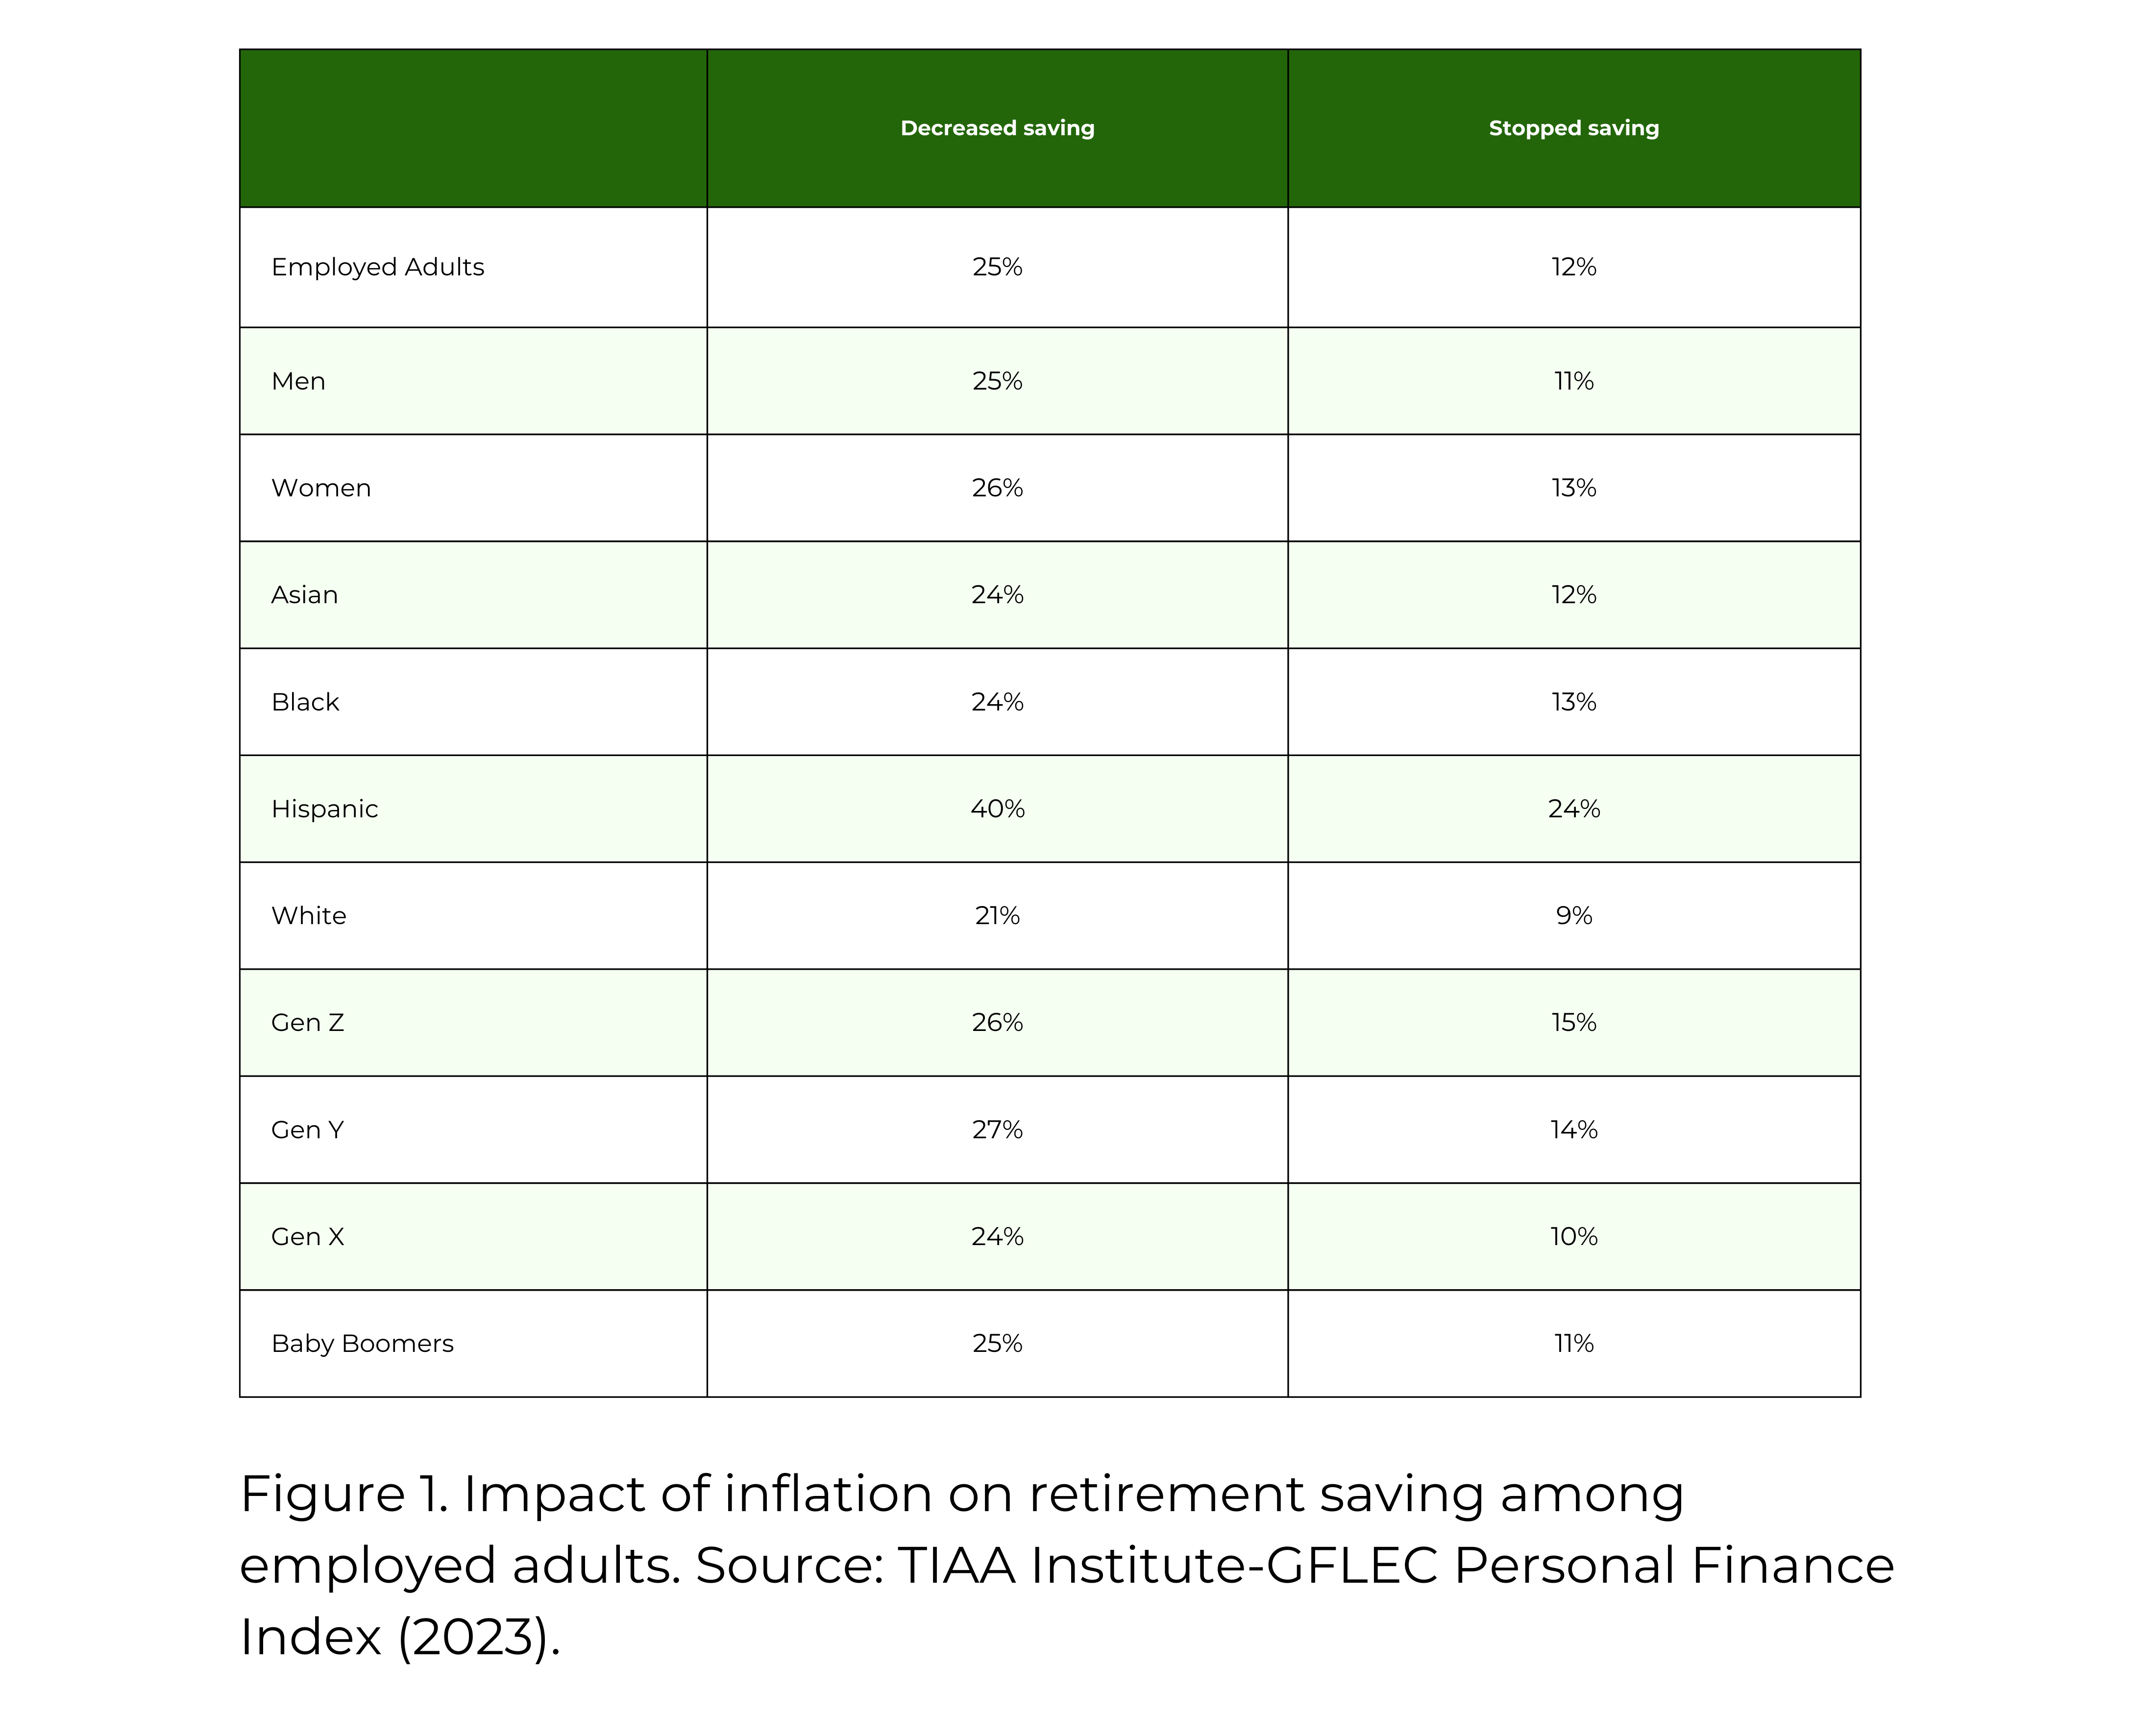 Decreased saving Stopped saving
Employed Adults 25% 12%
Men 25% 11%
Women 26% 13%
Asian 24% 12%
Black 24% 13%
Hispanic 40% 24%
White 21% 9%
Gen Z 26% 15%
Gen Y 27% 14%
Gen X 24% 10%
Baby Boomers 25% 11%
Figure 1. Impact of inflation on retirement saving among
employed adults. Source: TIAA Institute-GFLEC Personal Finance
Index (2023).